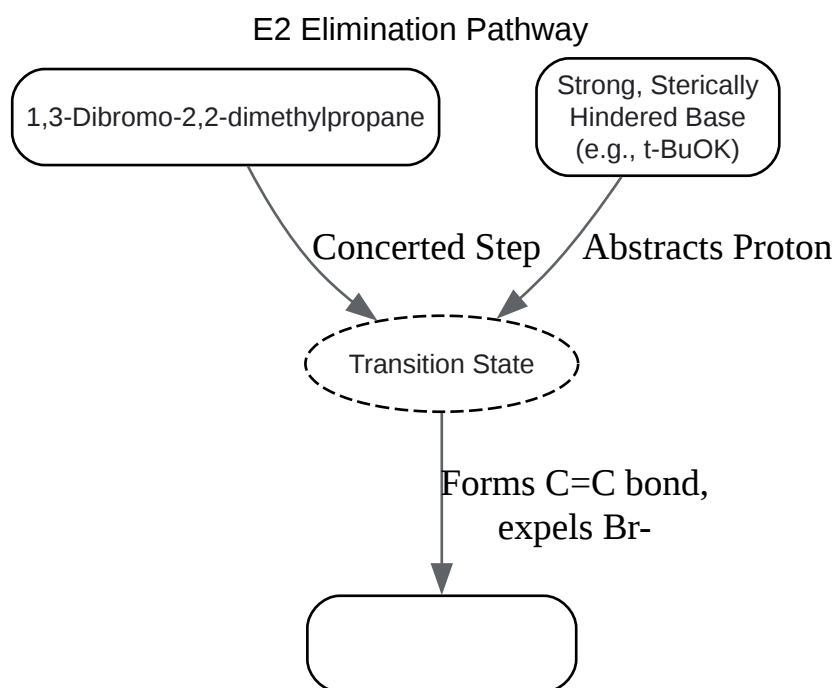 E2 Elimination Pathway
1,3-Dibromo-2,2-dimethylpropane
Strong, Sterically
Hindered Base
(e.g., t-BuOK)
Concerted Step
Abstracts Proton
Transition State
Forms C=C bond,
expels Br-